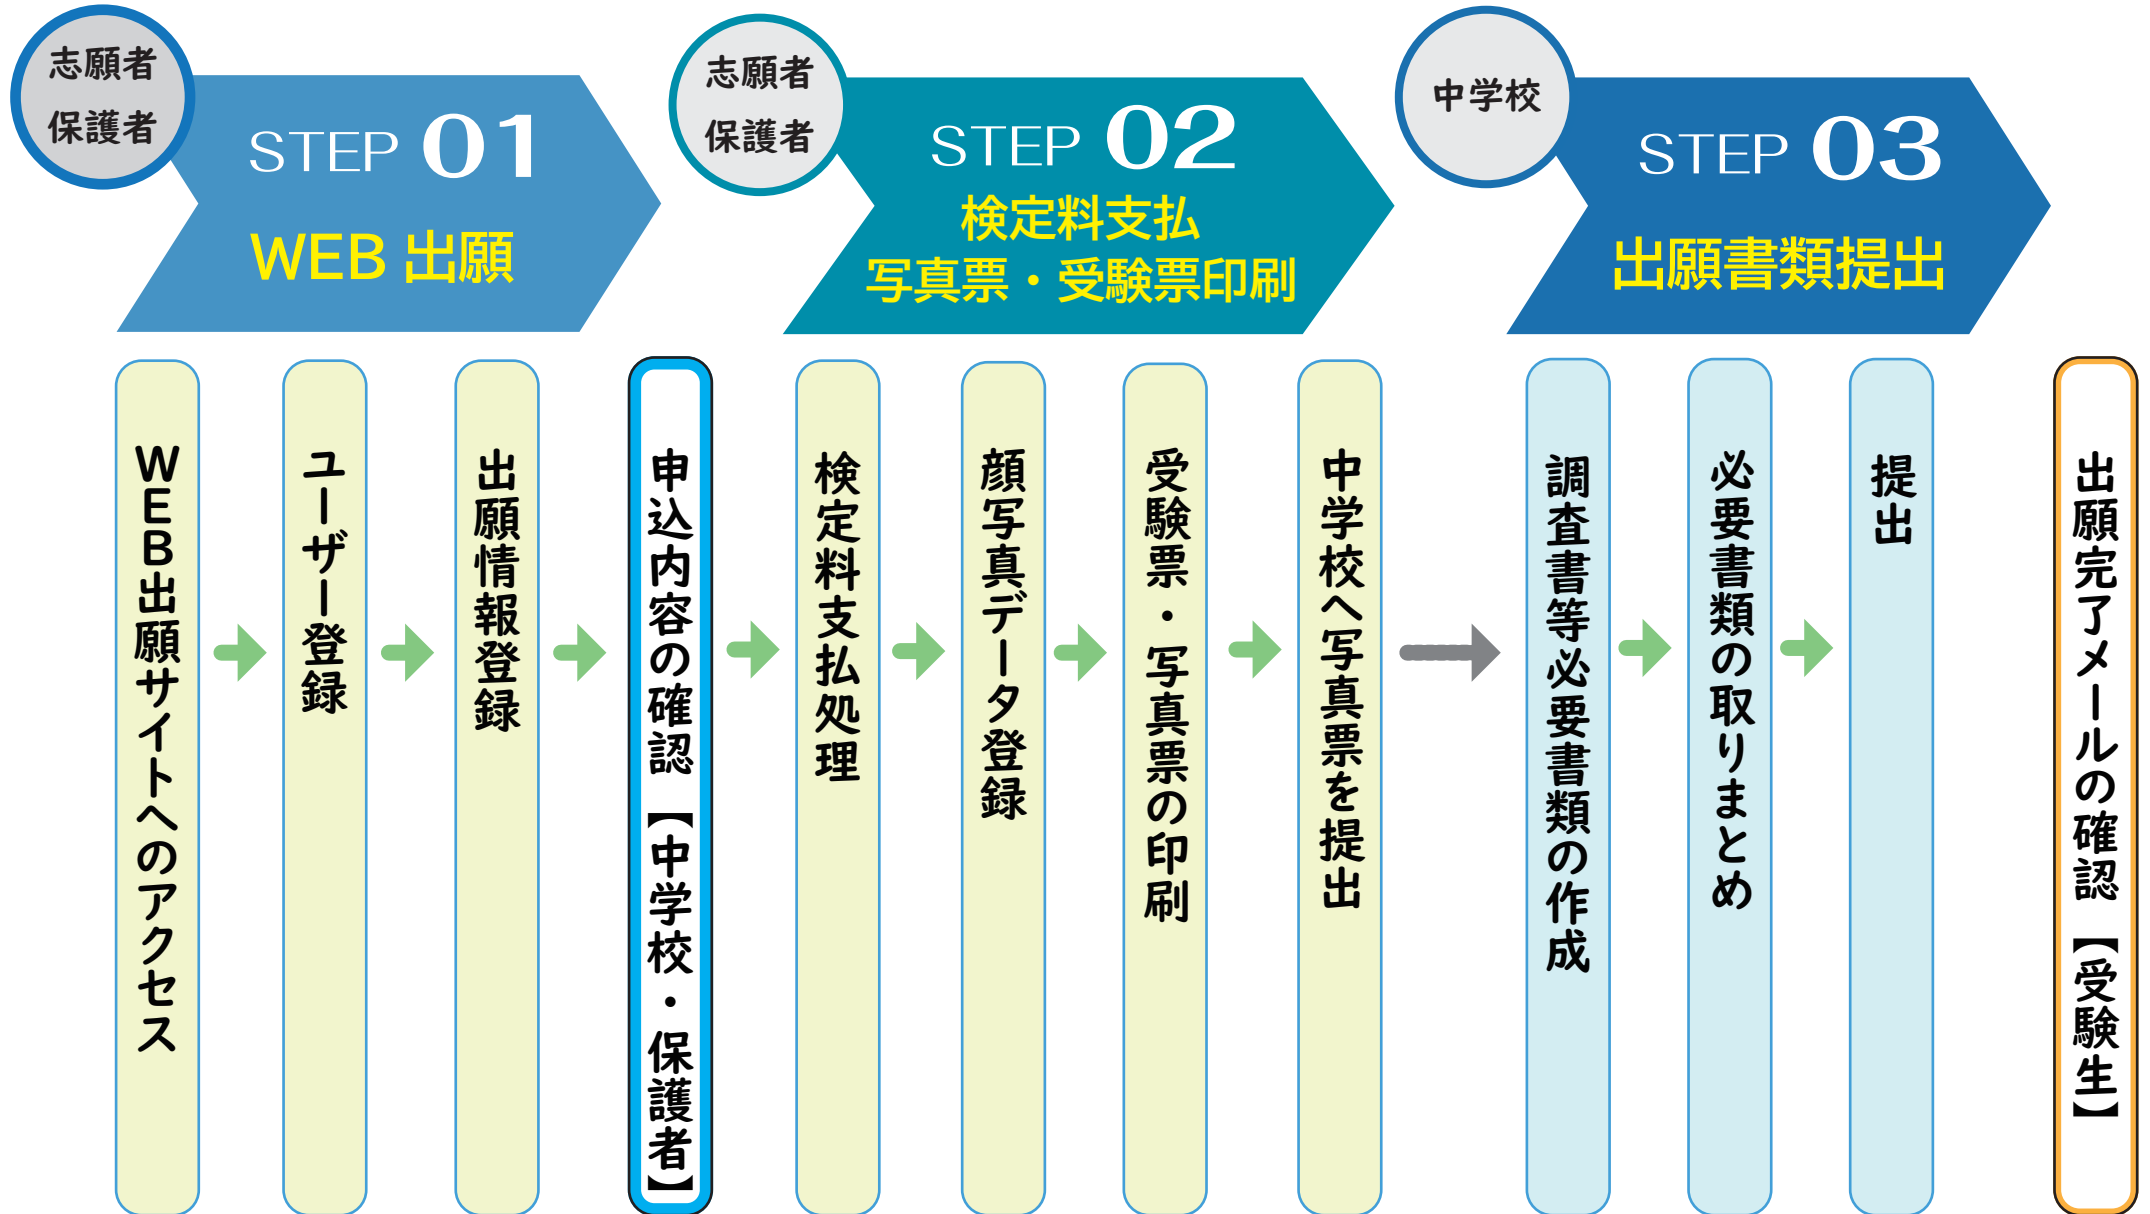 志願者
保護者
STEP 01
WEB 出願
志願者
保護者
STEP 02
検定料支払
写真票・受験票印刷
中学校
STEP 03
出願書類提出
WEB出願サイトへのアクセス
ユーザー登録
出願情報登録
申込内容の確認【中学校・保護者】
検定料支払処理
顔写真データ登録
受験票・写真票の印刷
中学校へ写真票を提出
調査書等必要書類の作成
必要書類の取りまとめ
提出
出願完了メールの確認【受験生】